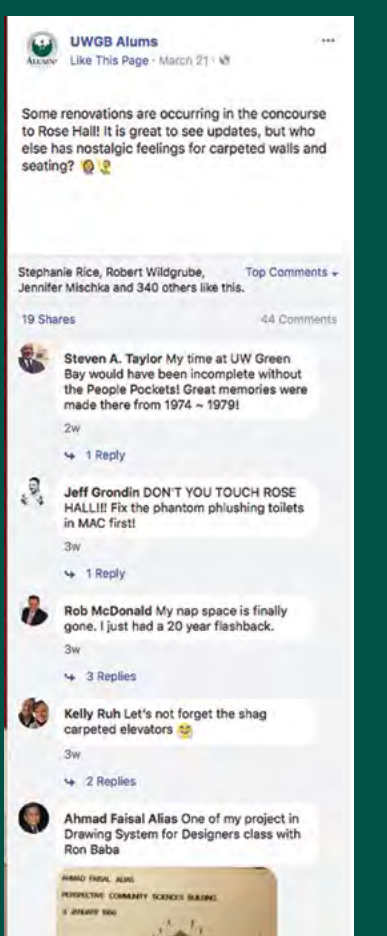 UWGB Alums
ALUMNI
Like This Page · March 21 ·
Some renovations are occurring in the concourse
to Rose Hall! It is great to see updates, but who
else has nostalgic feelings for carpeted walls and
seating?
Stephanie Rice, Robert Wildgrube,
Jennifer Mischka and 340 others like this.
Top Comments
19 Shares
44 Comments
Steven A. Taylor My time at UW Green
Bay would have been incomplete without
the People Pockets! Great memories were
made there from 1974 ~ 1979!
2w
1 Reply
Jeff Grondin DON'T YOU TOUCH ROSE
HALL!!! Fix the phantom phlushing toilets
in MAC first!
3w
1 Reply
Rob McDonald My nap space is finally
gone. I just had a 20 year flashback.
3w
3 Replies
Kelly Ruh Let's not forget the shag
carpeted elevators 😂
3w
2 Replies
Ahmad Faisal Alias One of my project in
Drawing System for Designers class with
Ron Baba
AHMAD FAISAL ALIAS
PERSPECTIVE COMMUNITY SCIENCES BUILDING